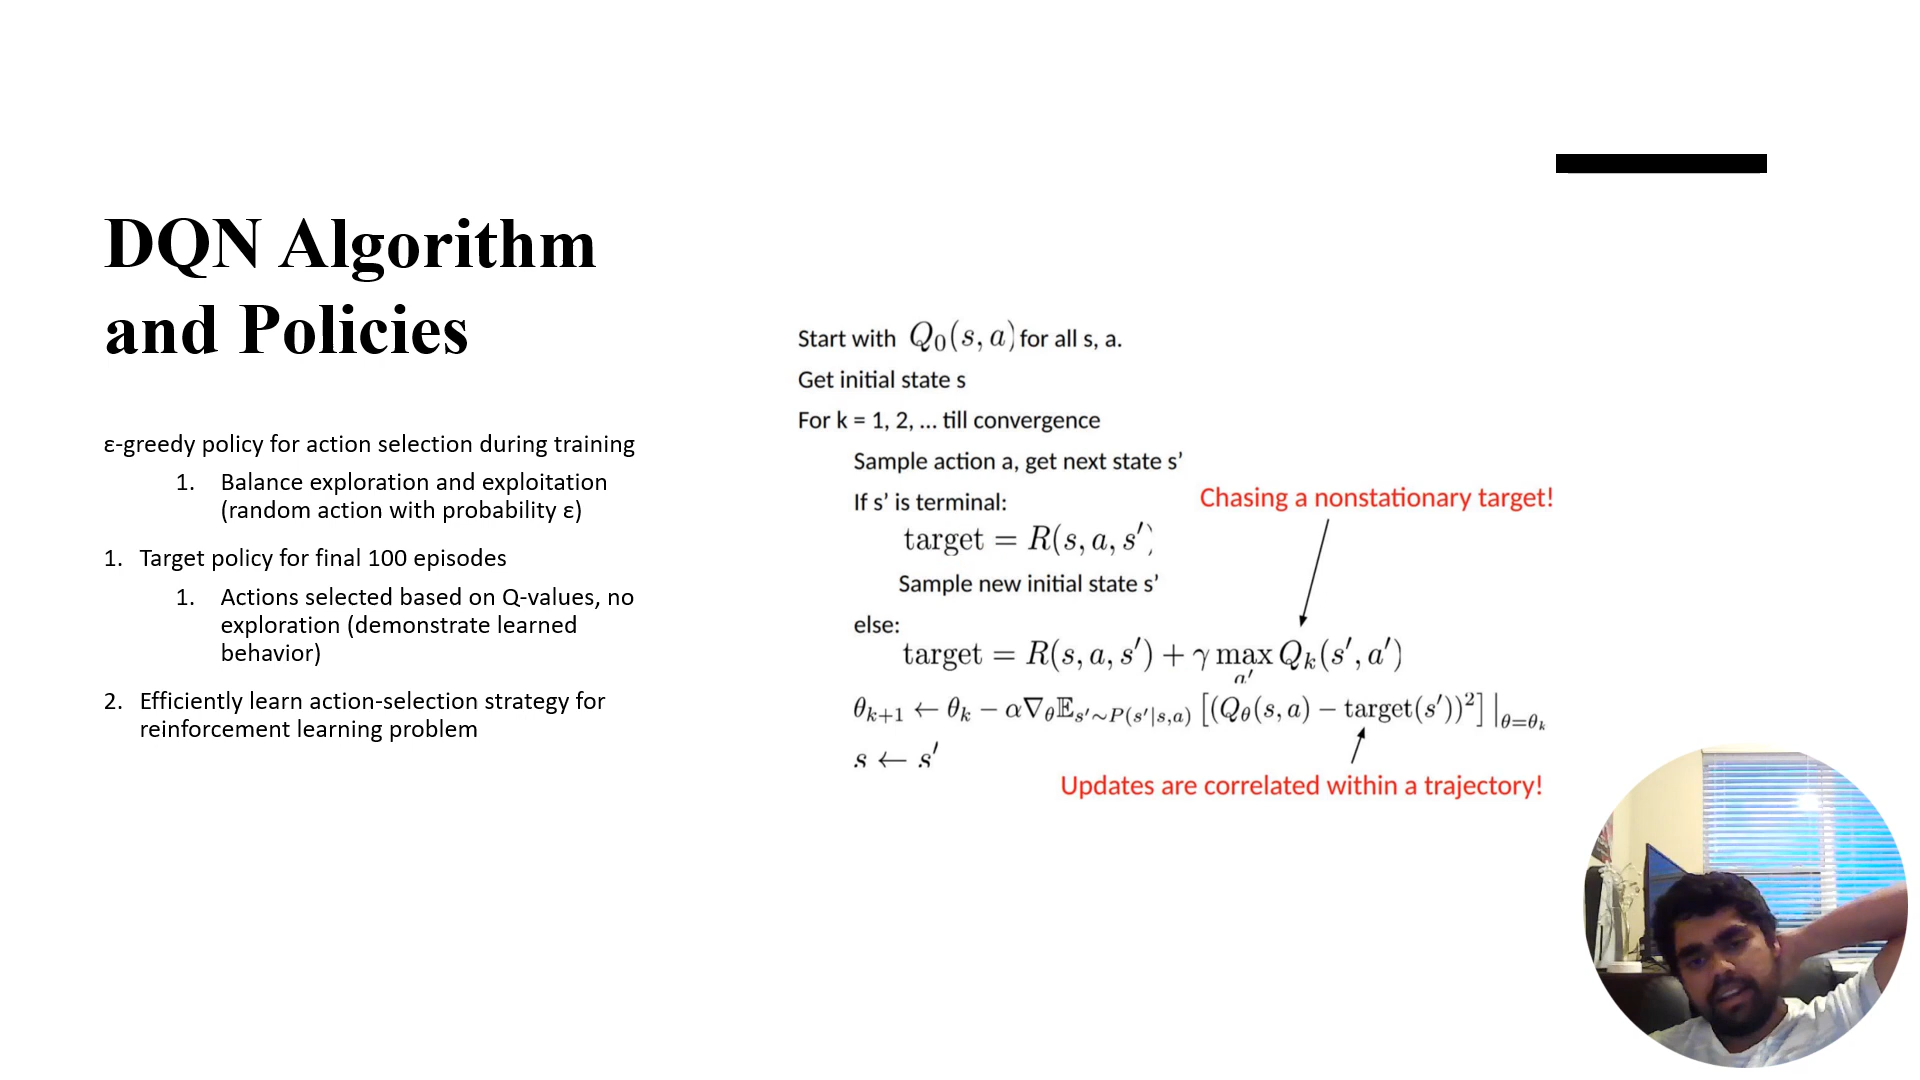 DQN Algorithm
and Policies
ε-greedy policy for action selection during training
1. Balance exploration and exploitation
(random action with probability ε)
1. Target policy for final 100 episodes
1. Actions selected based on Q-values, no
exploration (demonstrate learned
behavior)
2. Efficiently learn action-selection strategy for
reinforcement learning problem
Start with Q₀(s, a) for all s, a.
Get initial state s
For k = 1, 2, … till convergence
Sample action a, get next state s’
If s’ is terminal:
Chasing a nonstationary target!
target = R(s, a, s′)
Sample new initial state s’
else:
target = R(s, a, s′) + γ max Qₖ(s′, a′)
a′
θₖ₊₁ ← θₖ − α∇_θ 𝔼_{s′∼P(s′|s,a)} [(Q_θ(s, a) − target(s′))²] |_{θ=θₖ}
s ← s′
Updates are correlated within a trajectory!